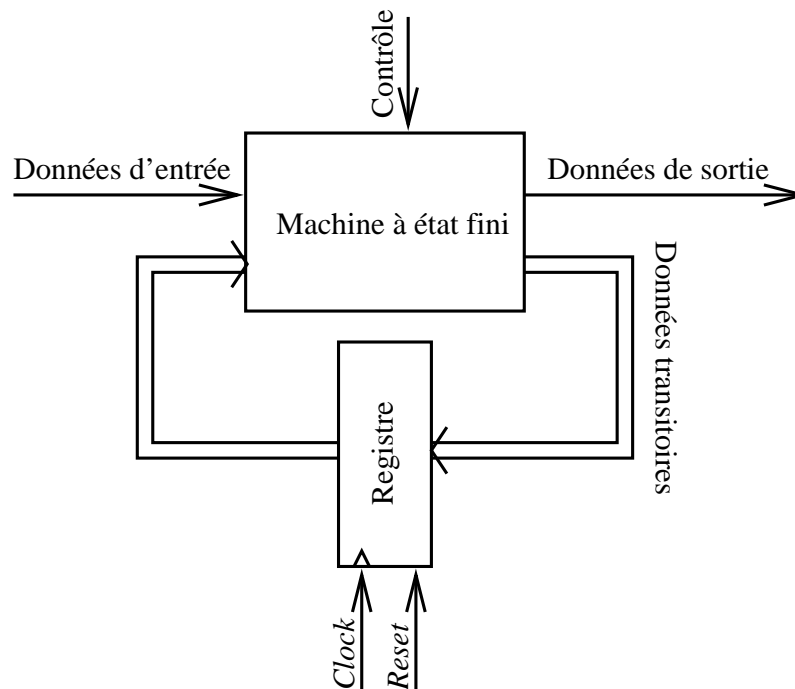 Contrôle
Données d'entrée
Données de sortie
Machine à état fini
Données transitoires
Registre
Clock
Reset